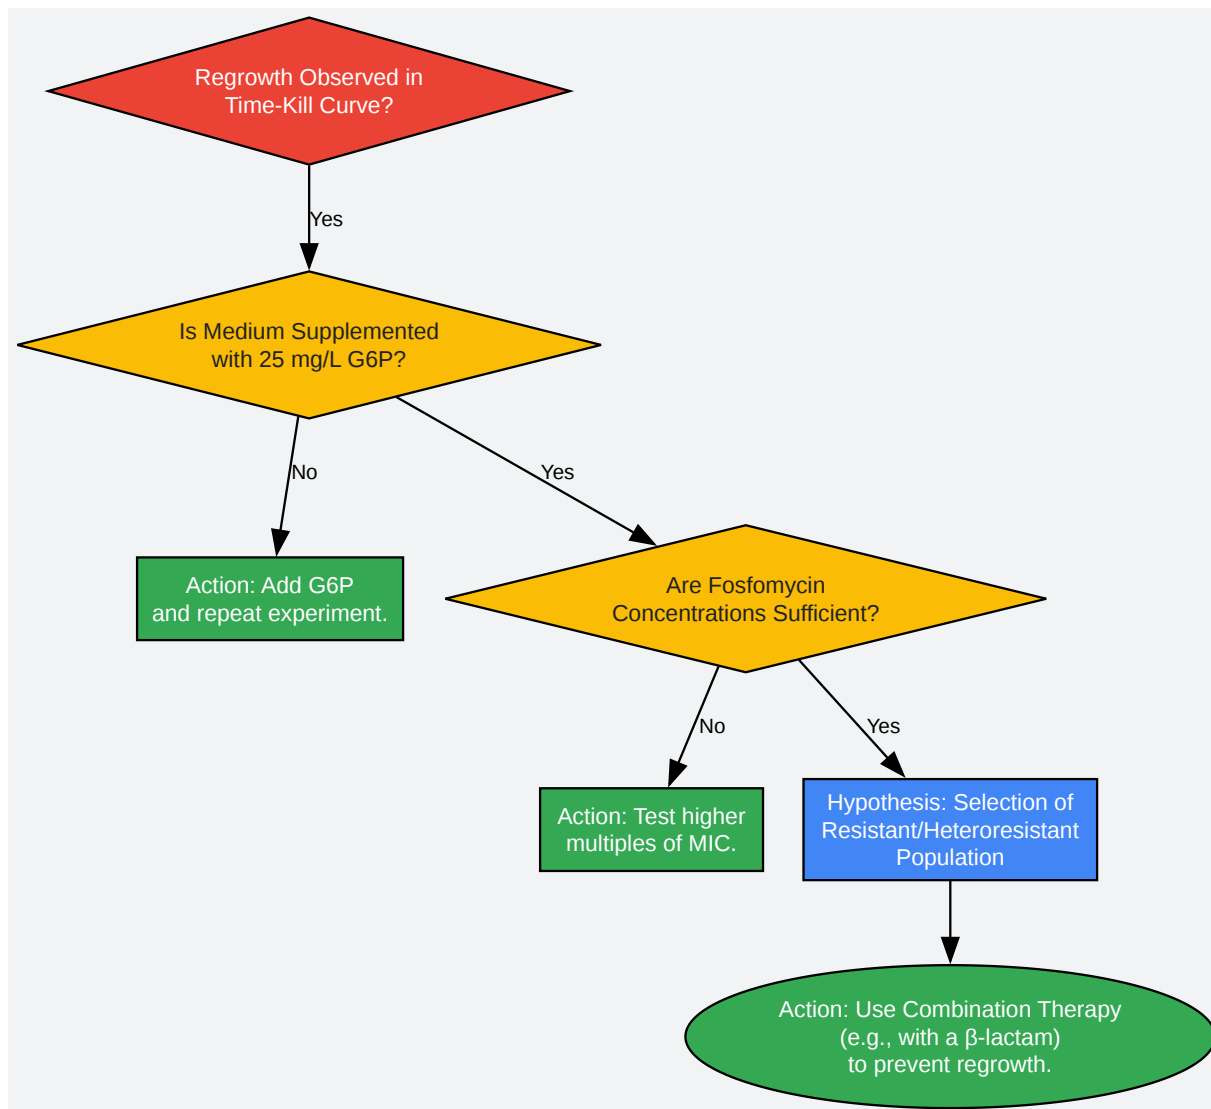 Regrowth Observed in
Time-Kill Curve?
Yes
Is Medium Supplemented
with 25 mg/L G6P?
No
Yes
Action: Add G6P
and repeat experiment.
Are Fosfomycin
Concentrations Sufficient?
No
Yes
Action: Test higher
multiples of MIC.
Hypothesis: Selection of
Resistant/Heteroresistant
Population
Action: Use Combination Therapy
(e.g., with a β-lactam)
to prevent regrowth.